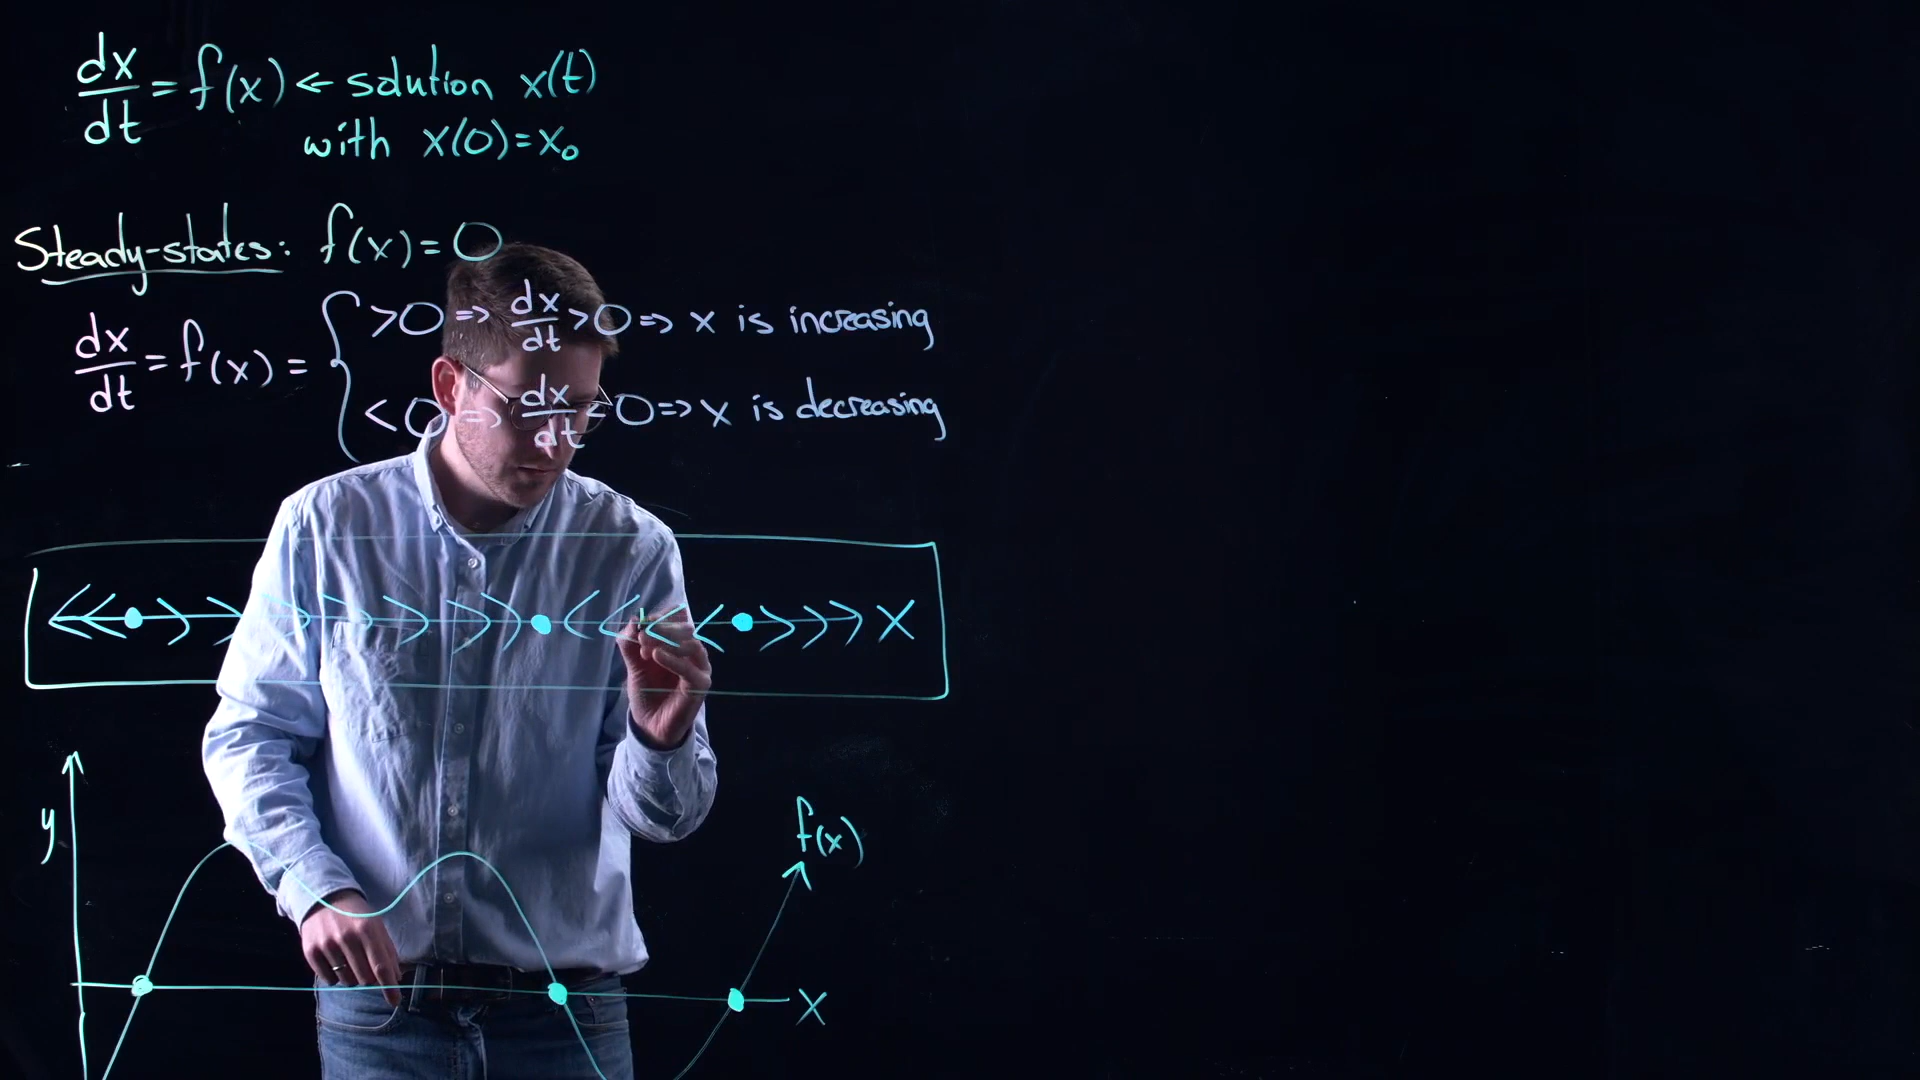 dx/dt = f(x) ← solution x(t)
with x(0)=x₀
Steady-states: f(x)=0
dx/dt = f(x) = { >0 ⇒ dx/dt >0 ⇒ x is increasing
<0 ⇒ dx/dt <0 ⇒ x is decreasing
x
y
f(x)
x